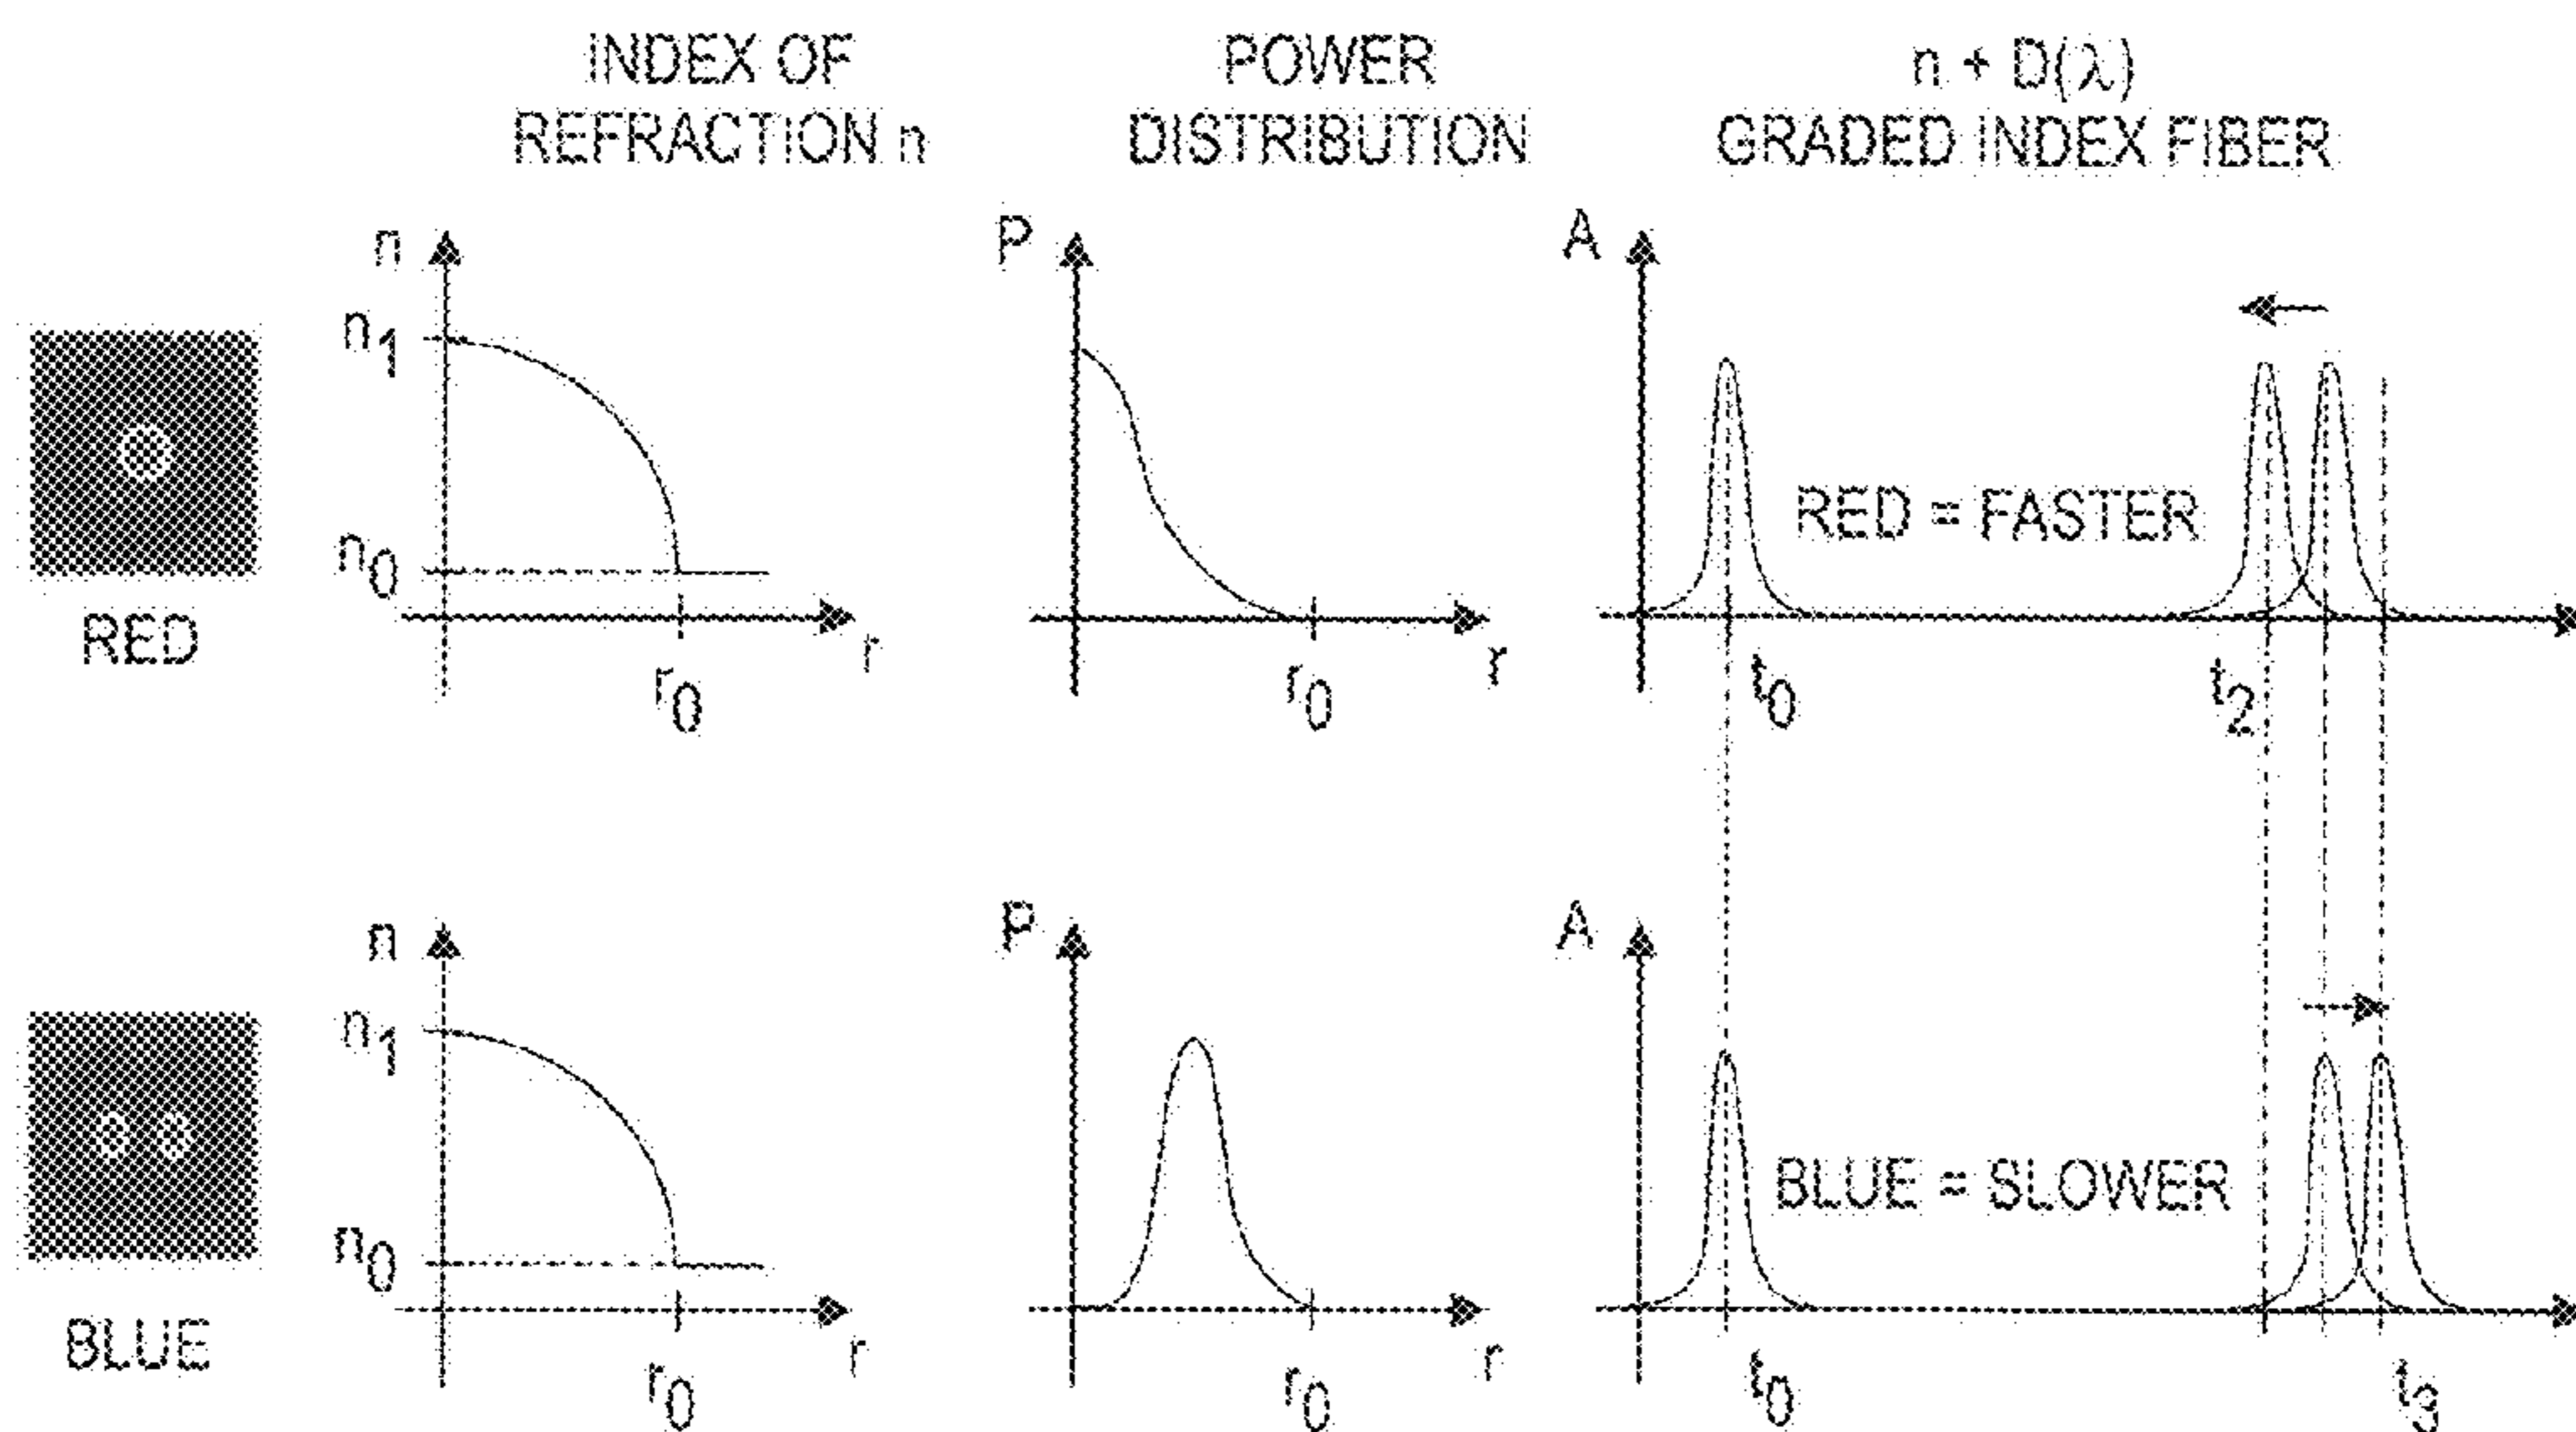 INDEX OF
REFRACTION n
POWER
DISTRIBUTION
n + D(λ)
GRADED INDEX FIBER
n
n1
n0
r0
r
RED
P
r0
r
A
RED = FASTER
t0
t2
n
n1
n0
r0
r
BLUE
P
r0
r
A
BLUE = SLOWER
t0
t3